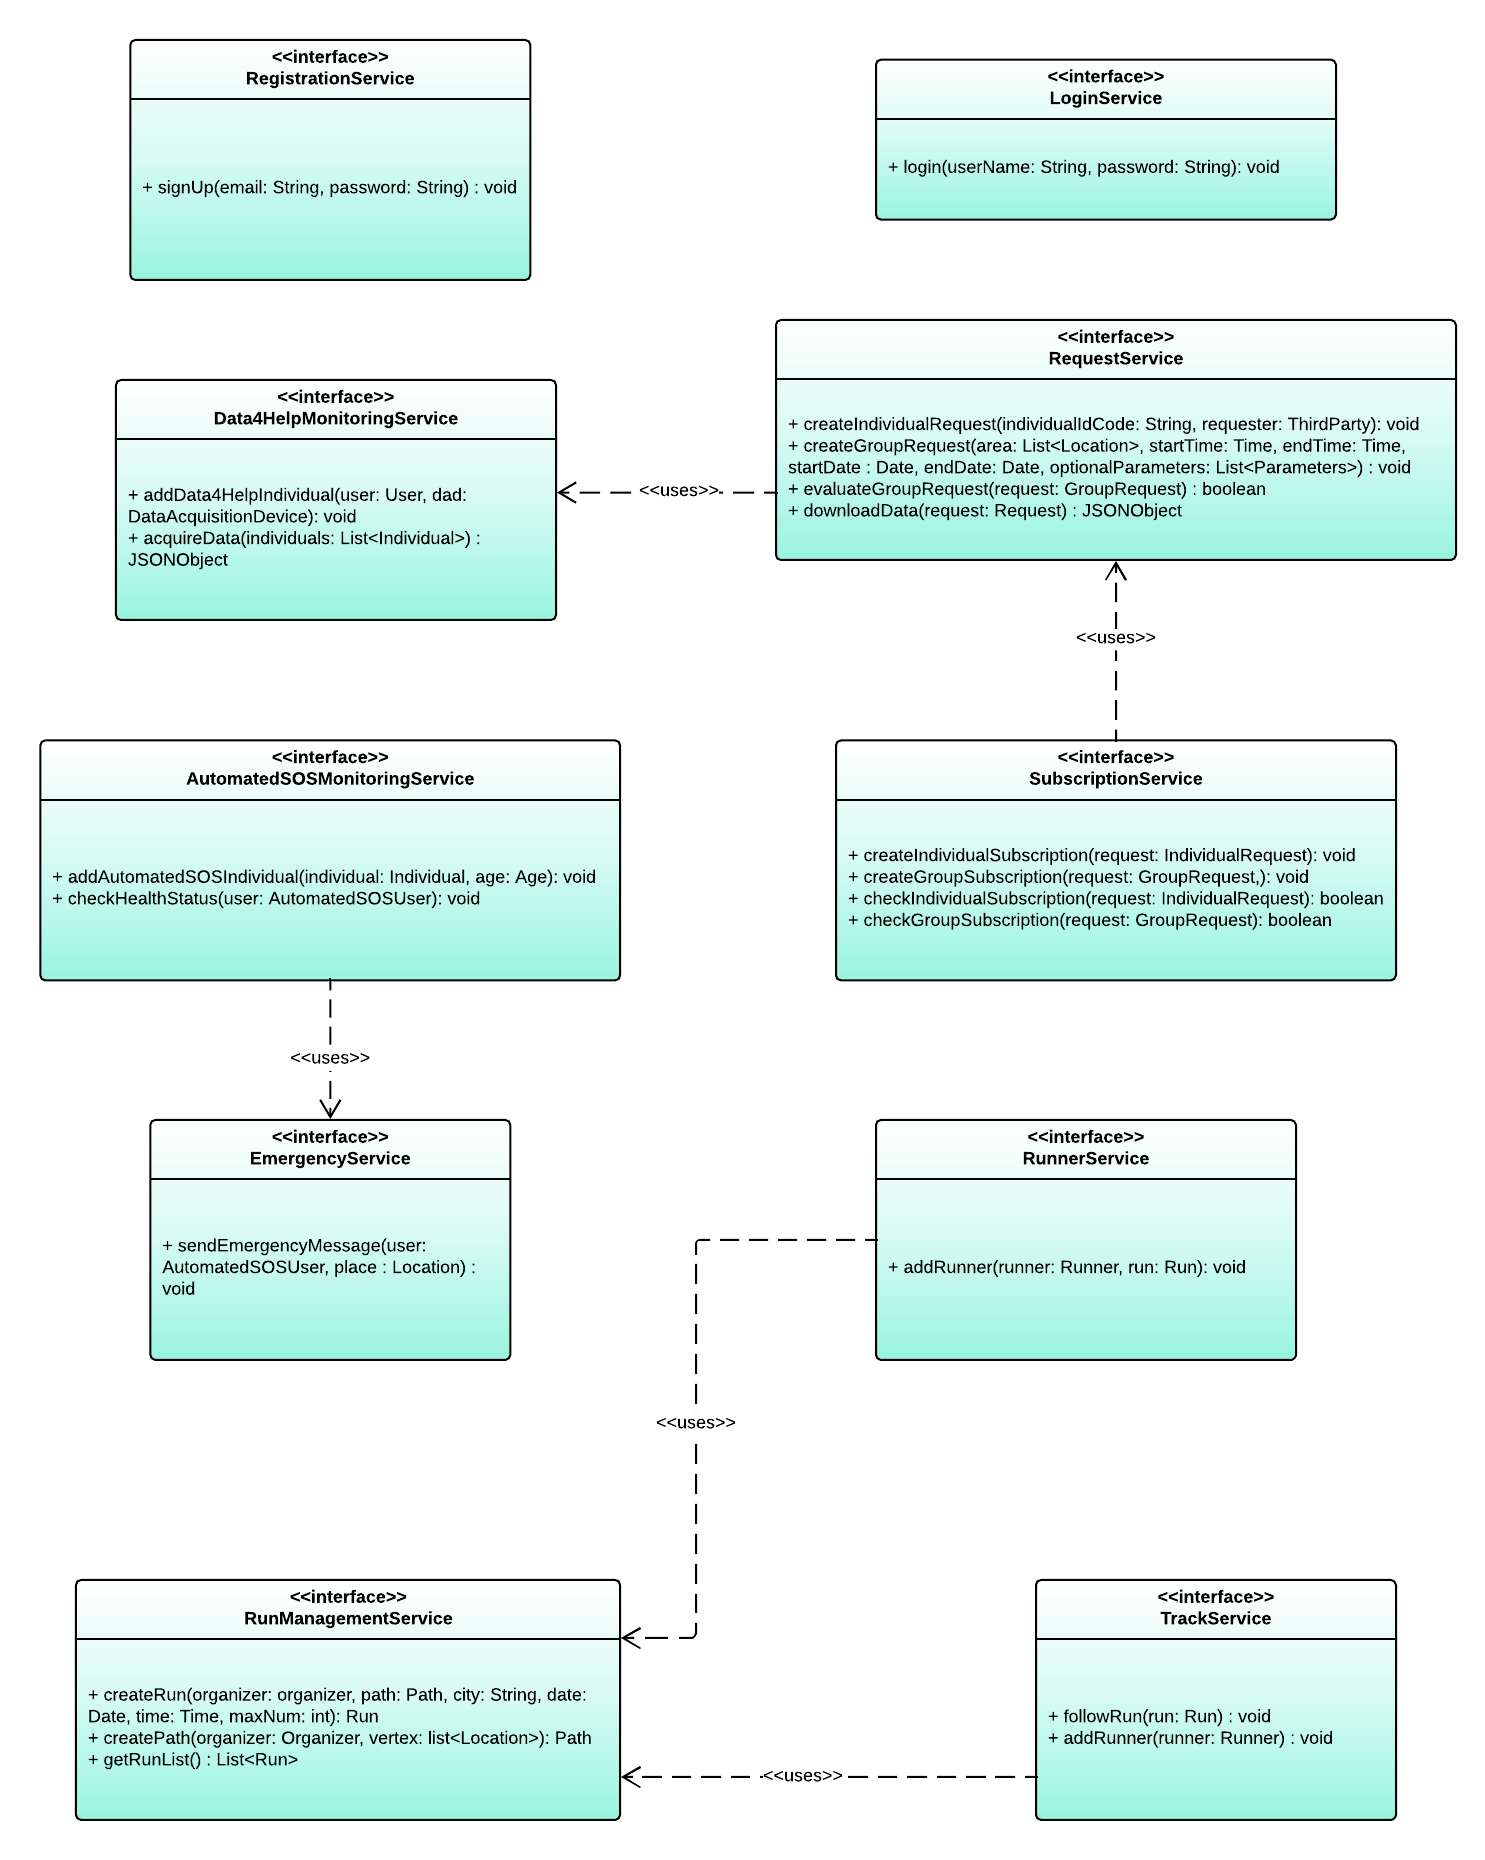 <<interface>>
RegistrationService
+ signUp(email: String, password: String) : void
<<interface>>
LoginService
+ login(userName: String, password: String): void
<<interface>>
RequestService
+ createIndividualRequest(individualIdCode: String, requester: ThirdParty): void
+ createGroupRequest(area: List<Location>, startTime: Time, endTime: Time,
startDate : Date, endDate: Date, optionalParameters: List<Parameters>) : void
+ evaluateGroupRequest(request: GroupRequest) : boolean
+ downloadData(request: Request) : JSONObject
<<interface>>
Data4HelpMonitoringService
+ addData4HelpIndividual(user: User, dad:
DataAcquisitionDevice): void
+ acquireData(individuals: List<Individual>) :
JSONObject
<<uses>>
<<uses>>
<<interface>>
AutomatedSOSMonitoringService
+ addAutomatedSOSIndividual(individual: Individual, age: Age): void
+ checkHealthStatus(user: AutomatedSOSUser): void
<<interface>>
SubscriptionService
+ createIndividualSubscription(request: IndividualRequest): void
+ createGroupSubscription(request: GroupRequest,): void
+ checkIndividualSubscription(request: IndividualRequest): boolean
+ checkGroupSubscription(request: GroupRequest): boolean
<<uses>>
<<interface>>
EmergencyService
+ sendEmergencyMessage(user:
AutomatedSOSUser, place : Location) :
void
<<interface>>
RunnerService
+ addRunner(runner: Runner, run: Run): void
<<uses>>
<<interface>>
RunManagementService
+ createRun(organizer: organizer, path: Path, city: String, date:
Date, time: Time, maxNum: int): Run
+ createPath(organizer: Organizer, vertex: list<Location>): Path
+ getRunList() : List<Run>
<<uses>>
<<interface>>
TrackService
+ followRun(run: Run) : void
+ addRunner(runner: Runner) : void